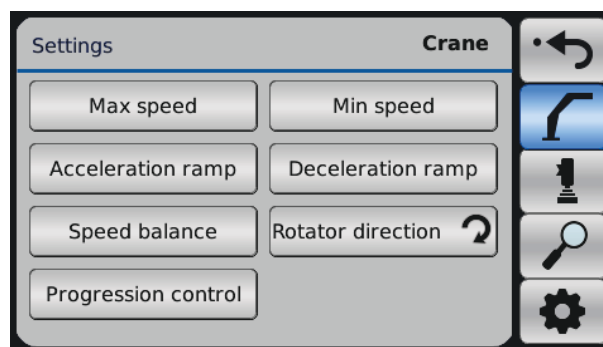 Settings Crane
Max speed Min speed
Acceleration ramp Deceleration ramp
Speed balance Rotator direction
Progression control